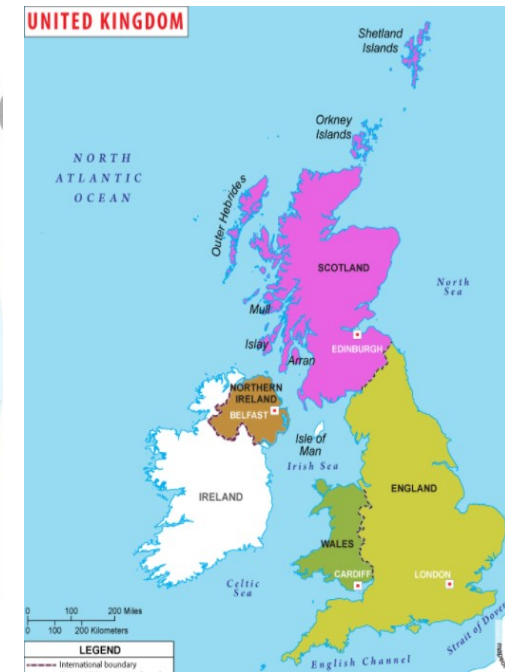 UNITED KINGDOM
Shetland
Islands
Orkney
Islands
NORTH
ATLANTIC
OCEAN
Outer Hebrides
SCOTLAND
North
Sea
Mull
EDINBURGH
Islay
Arran
NORTHERN
IRELAND
BELFAST
Isle of
Man
Irish Sea
IRELAND
ENGLAND
WALES
CARDIFF
LONDON
Celtic
Sea
0 100 200 Miles
0 100 200 Kilometers
Strait of Dover
English Channel
LEGEND
International boundary